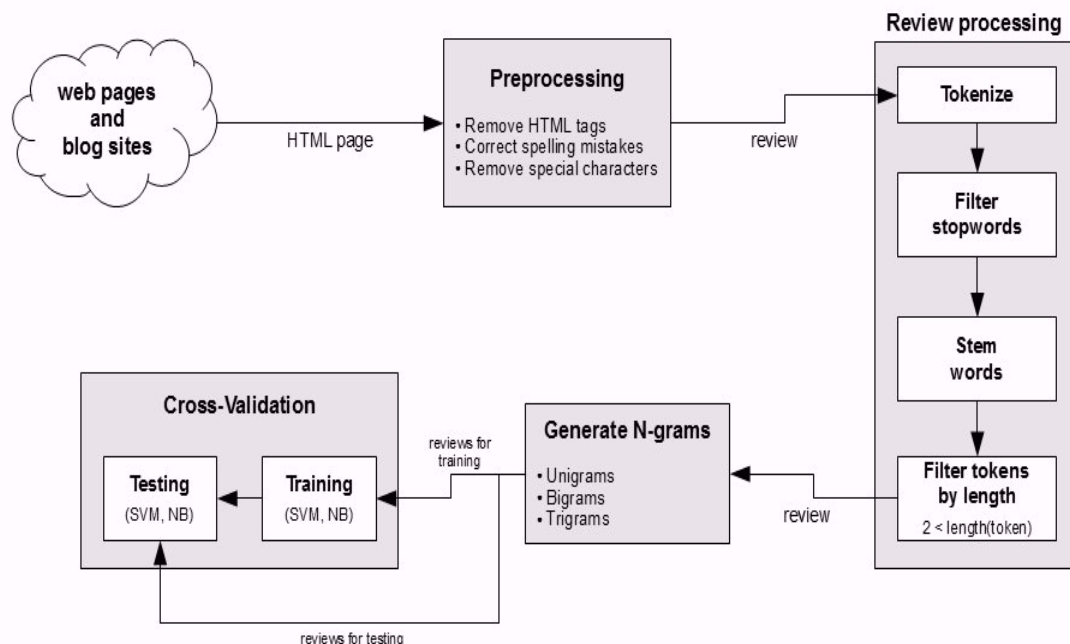 web pages
and
blog sites
HTML page
Preprocessing
• Remove HTML tags
• Correct spelling mistakes
• Remove special characters
review
Review processing
Tokenize
Filter
stopwords
Stem
words
Filter tokens
by length
2 < length(token)
review
Generate N-grams
• Unigrams
• Bigrams
• Trigrams
reviews for
training
Cross-Validation
Training
(SVM, NB)
Testing
(SVM, NB)
reviews for testing